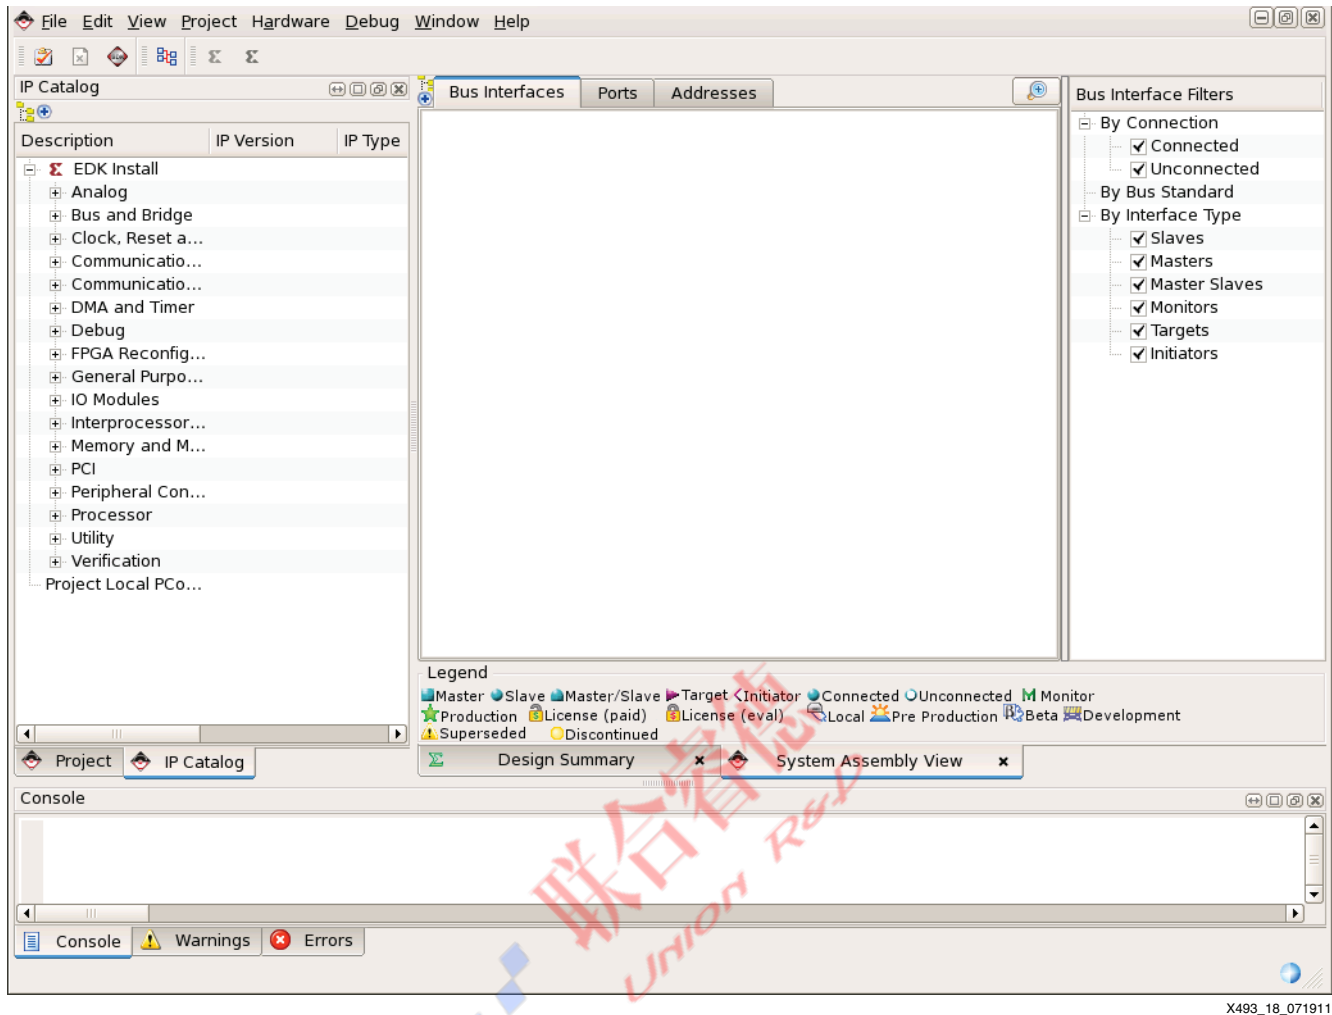 File Edit View Project Hardware Debug Window Help
IP Catalog
Description IP Version IP Type
EDK Install
Analog
Bus and Bridge
Clock, Reset a...
Communicatio...
Communicatio...
DMA and Timer
Debug
FPGA Reconfig...
General Purpo...
IO Modules
Interprocessor...
Memory and M...
PCI
Peripheral Con...
Processor
Utility
Verification
Project Local PCo...
Project IP Catalog
Bus Interfaces Ports Addresses
Legend
Master Slave Master/Slave Target Initiator Connected Unconnected Monitor
Production License (paid) License (eval) Local Pre Production Beta Development
Superseded Discontinued
Design Summary System Assembly View
Bus Interface Filters
By Connection
Connected
Unconnected
By Bus Standard
By Interface Type
Slaves
Masters
Master Slaves
Monitors
Targets
Initiators
Console
Console Warnings Errors
联合睿德
UNION R&D
X493_18_071911